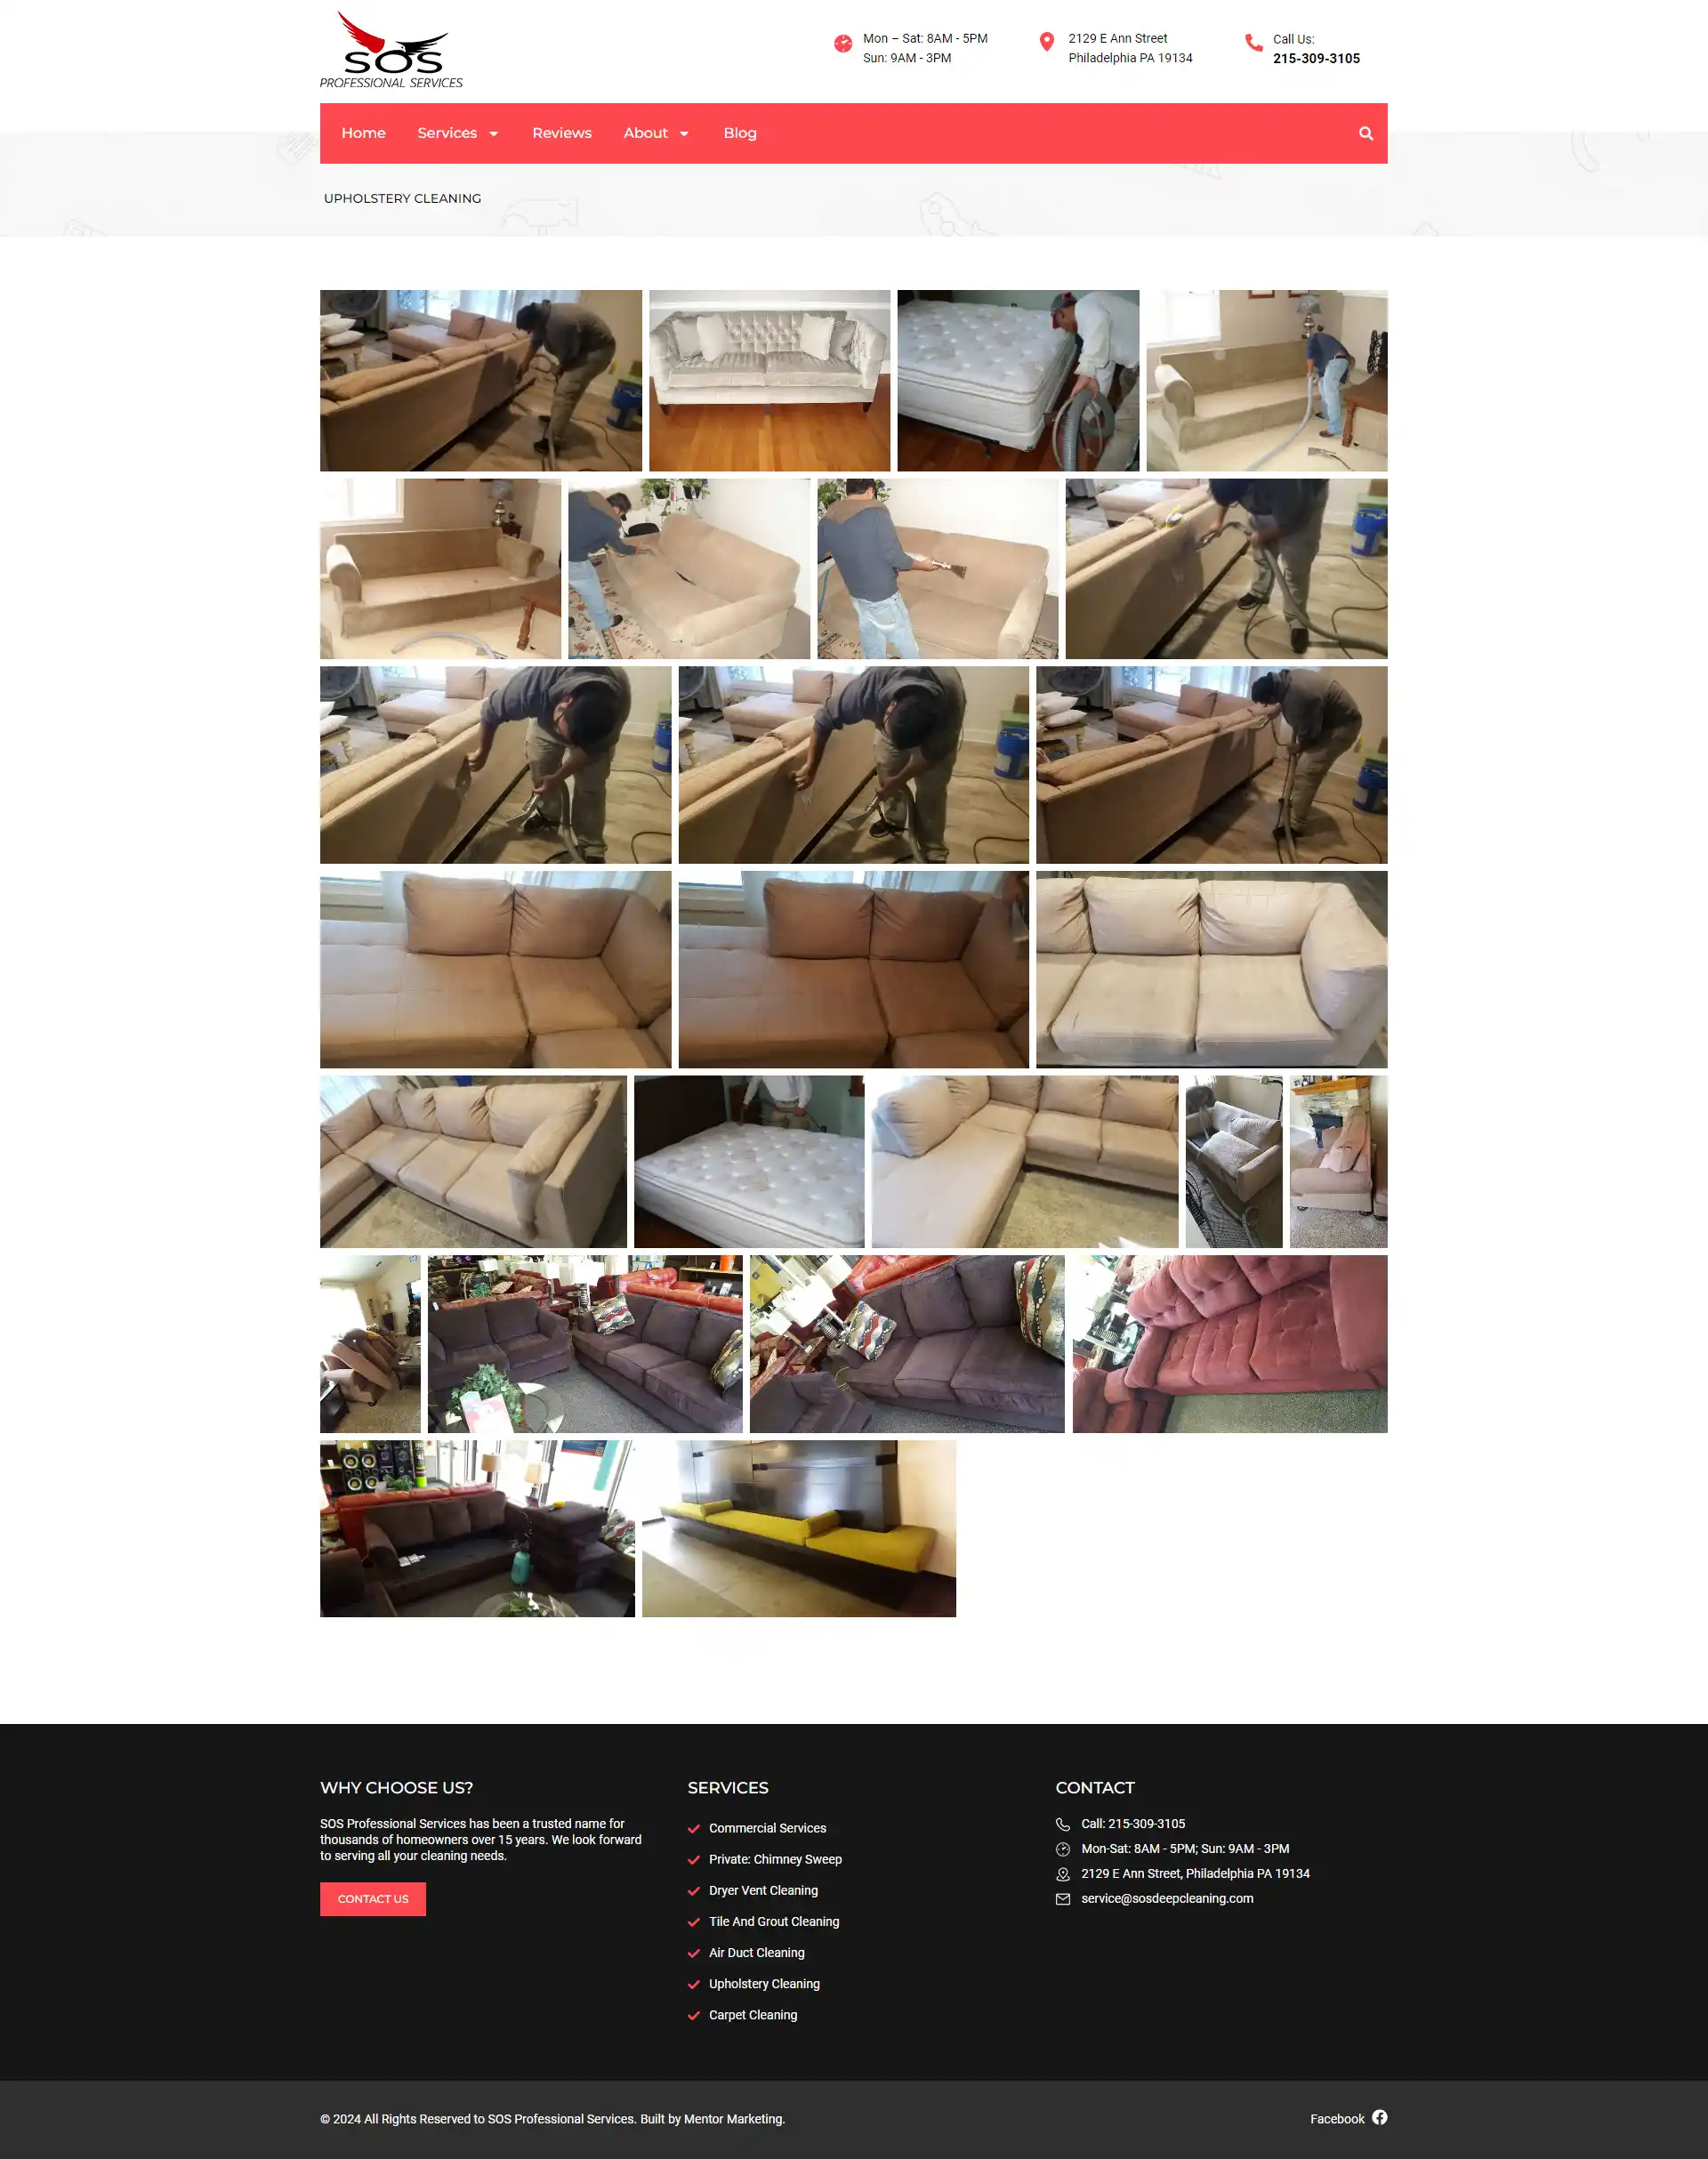 SOS
PROFESSIONAL SERVICES
Mon – Sat: 8AM - 5PM
Sun: 9AM - 3PM
2129 E Ann Street
Philadelphia PA 19134
Call Us:
215-309-3105
Home
Services
Reviews
About
Blog
UPHOLSTERY CLEANING
WHY CHOOSE US?
SOS Professional Services has been a trusted name for
thousands of homeowners over 15 years. We look forward
to serving all your cleaning needs.
CONTACT US
SERVICES
Commercial Services
Private: Chimney Sweep
Dryer Vent Cleaning
Tile And Grout Cleaning
Air Duct Cleaning
Upholstery Cleaning
Carpet Cleaning
CONTACT
Call: 215-309-3105
Mon-Sat: 8AM - 5PM; Sun: 9AM - 3PM
2129 E Ann Street, Philadelphia PA 19134
service@sosdeepcleaning.com
© 2024 All Rights Reserved to SOS Professional Services. Built by Mentor Marketing.
Facebook